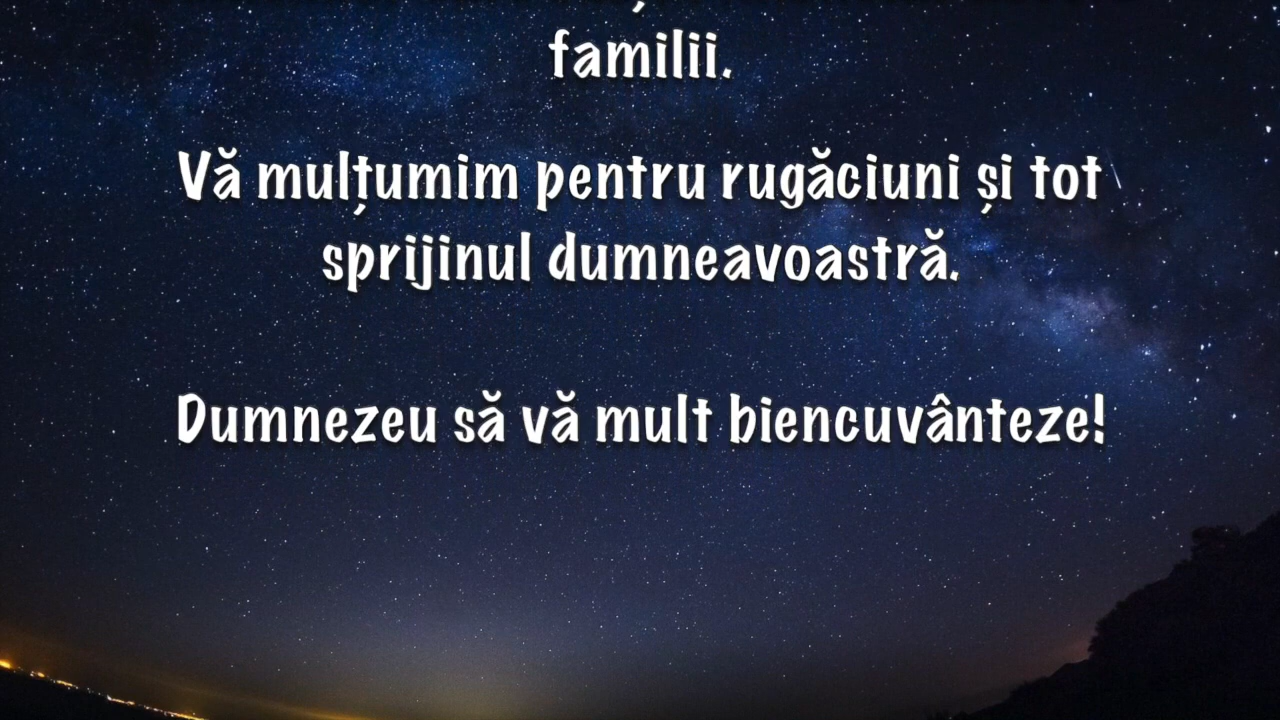 familii.
Vă mulțumim pentru rugăciuni și tot
sprijinul dumneavoastră.
Dumnezeu să vă mult biencuvânteze!